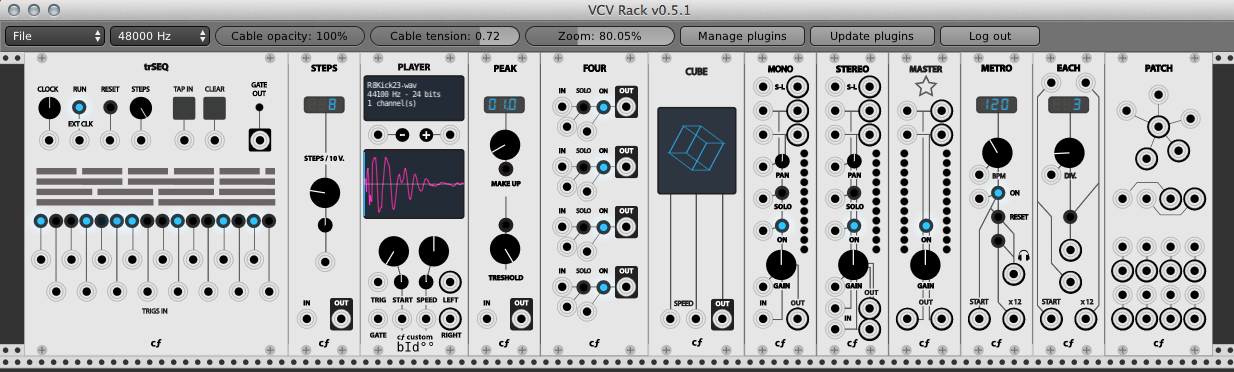 VCV Rack v0.5.1
File 48000 Hz Cable opacity: 100% Cable tension: 0.72 Zoom: 80.05% Manage plugins Update plugins Log out
trSEQ
CLOCK RUN RESET STEPS TAP IN CLEAR GATE OUT
EXT CLK
TRIGS IN
cf
STEPS
8
STEPS / 10 V.
IN OUT
cf
PLAYER
R8Kick23-wav
44100 Hz - 24 bits
1 channel(s)
- +
TRIG START SPEED LEFT
GATE RIGHT
cf custom
bId°°
PEAK
01.0
MAKE UP
TRESHOLD
IN OUT
cf
FOUR
IN SOLO ON OUT
IN SOLO ON OUT
IN SOLO ON OUT
IN SOLO ON OUT
cf
CUBE
SPEED OUT
cf
MONO
S-L
PAN
SOLO
ON
GAIN
IN OUT
cf
STEREO
S-L
PAN
SOLO
ON
GAIN
OUT
IN
cf
MASTER
ON
GAIN
OUT
cf
METRO
120
BPM
ON
RESET
START x 12
cf
EACH
3
DIV.
START x 12
cf
PATCH
cf